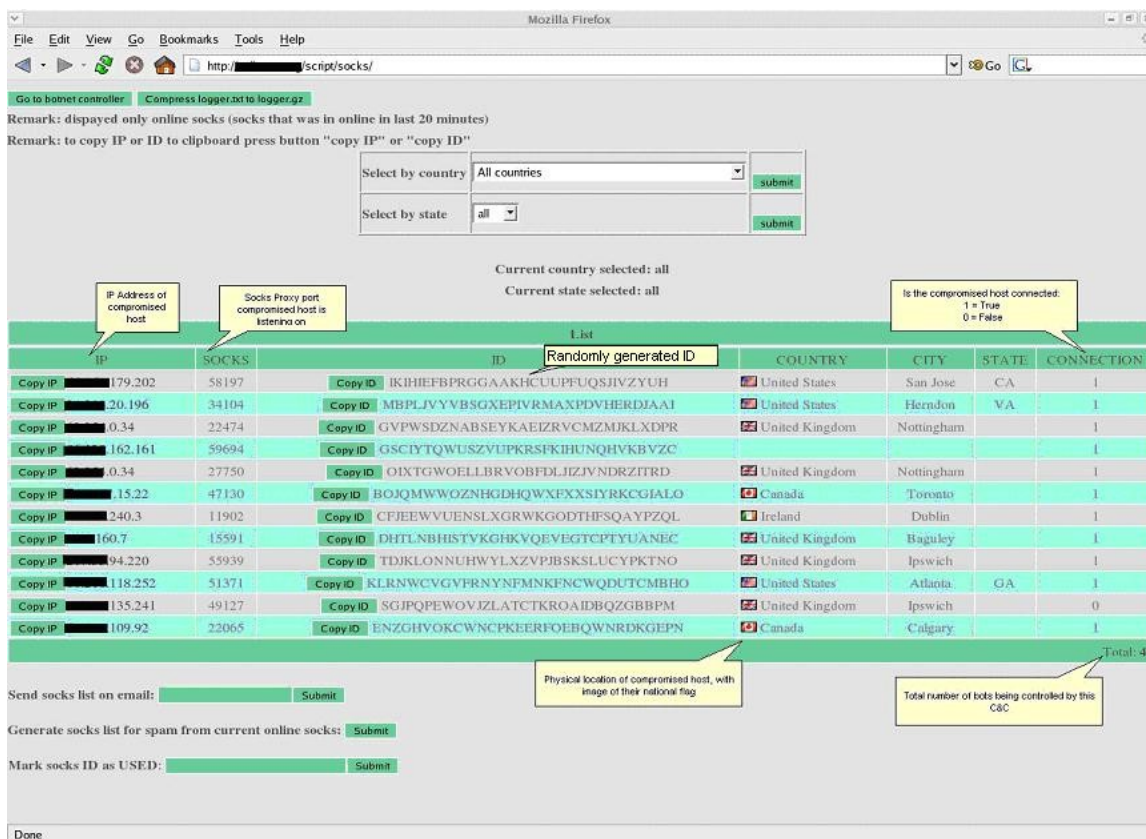 Mozilla Firefox
File Edit View Go Bookmarks Tools Help
http:// /script/socks/
Go G
Go to botnet controller Compress logger.txt to logger.gz
Remark: dispayed only online socks (socks that was in online in last 20 minutes)
Remark: to copy IP or ID to clipboard press button "copy IP" or "copy ID"
Select by country All countries submit
Select by state all submit
Current country selected: all
Current state selected: all
IP Address of compromised host
Socks Proxy port compromised host is listening on
Is the compromised host connected:
1 = True
0 = False
List
IP SOCKS ID COUNTRY CITY STATE CONNECTION
Randomly generated ID
Copy IP 179.202 58197 Copy ID IKIHIEFBPRGGAAKHCUUPFUQSJIVZYUH United States San Jose CA 1
Copy IP .20.196 34104 Copy ID MBPLJVYVBSGXEPIVRMAXPDVHERDJAAI United States Herndon VA 1
Copy IP .0.34 22474 Copy ID GVPWSDZNABSEYKAEIZRVCMZMJKLXDPR United Kingdom Nottingham 1
Copy IP .162.161 59694 Copy ID GSCIYTQWUSZVUPKRSFKIHUNQHVKBVZC 1
Copy IP .0.34 27750 Copy ID OIXTGWOELLBRVOBFDLJIZJVNDRZITRD United Kingdom Nottingham 1
Copy IP .15.22 47130 Copy ID BOJQMWWOZNHGDHQWXFXXSIYRKCGIALO Canada Toronto 1
Copy IP .240.3 11902 Copy ID CFJEEWVUENSLXGRWKGODTHFSQAYPZQL Ireland Dublin 1
Copy IP 160.7 15591 Copy ID DHTLNBHISTVKGHKVQEVEGTCPTYUANEC United Kingdom Baguley 1
Copy IP 94.220 55939 Copy ID TDJKLONNUHWYLXZVPJBSKSLUCYPKTNO United Kingdom Ipswich 1
Copy IP .118.252 51371 Copy ID KLRNWCVGVFRNYNFMNKFNCWQDUTCMBHO United States Atlanta GA 1
Copy IP 135.241 49127 Copy ID SGJPQPEWOVJZLATCTKROAIDBQZGBBPM United Kingdom Ipswich 0
Copy IP 109.92 22065 Copy ID ENZGHVOKCWNCPKEERFOEBQWNRDKGEPN Canada Calgary 1
Total: 4
Physical location of compromised host, with image of their national flag
Total number of bots being controlled by this C&C
Send socks list on email: Submit
Generate socks list for spam from current online socks: Submit
Mark socks ID as USED: Submit
Done